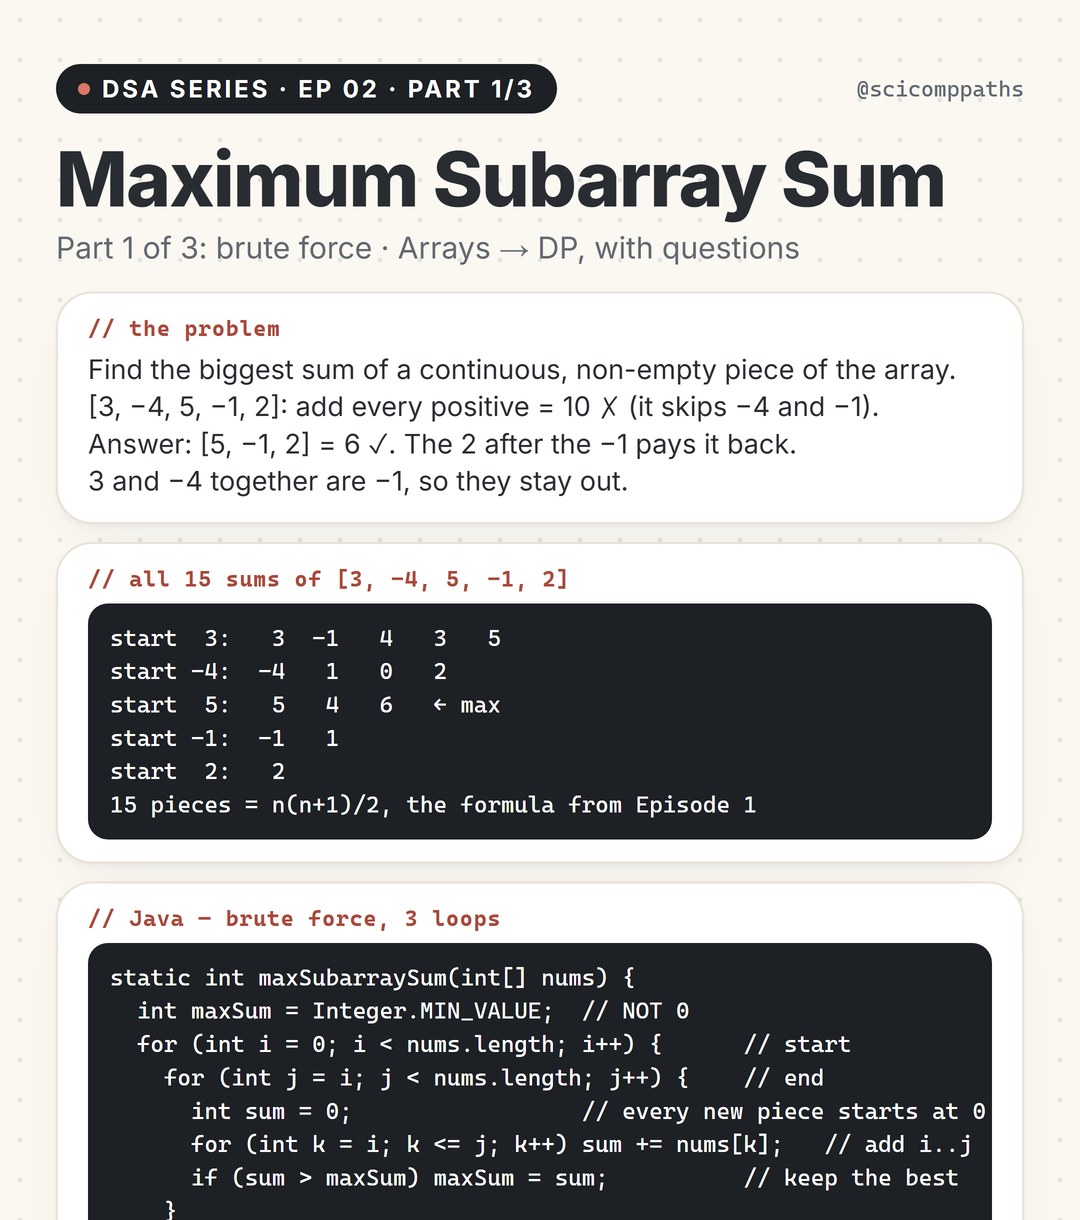 DSA SERIES · EP 02 · PART 1/3
@scicomppaths
Maximum Subarray Sum
Part 1 of 3: brute force · Arrays → DP, with questions
// the problem
Find the biggest sum of a continuous, non-empty piece of the array.
[3, −4, 5, −1, 2]: add every positive = 10 ✗ (it skips −4 and −1).
Answer: [5, −1, 2] = 6 ✓. The 2 after the −1 pays it back.
3 and −4 together are −1, so they stay out.
// all 15 sums of [3, −4, 5, −1, 2]
start  3:   3  −1   4   3   5
start −4:  −4   1   0   2
start  5:   5   4   6   ← max
start −1:  −1   1
start  2:   2
15 pieces = n(n+1)/2, the formula from Episode 1
// Java — brute force, 3 loops
static int maxSubarraySum(int[] nums) {
  int maxSum = Integer.MIN_VALUE;  // NOT 0
  for (int i = 0; i < nums.length; i++) {      // start
    for (int j = i; j < nums.length; j++) {    // end
      int sum = 0;                 // every new piece starts at 0
      for (int k = i; k <= j; k++) sum += nums[k];   // add i..j
      if (sum > maxSum) maxSum = sum;          // keep the best
    }